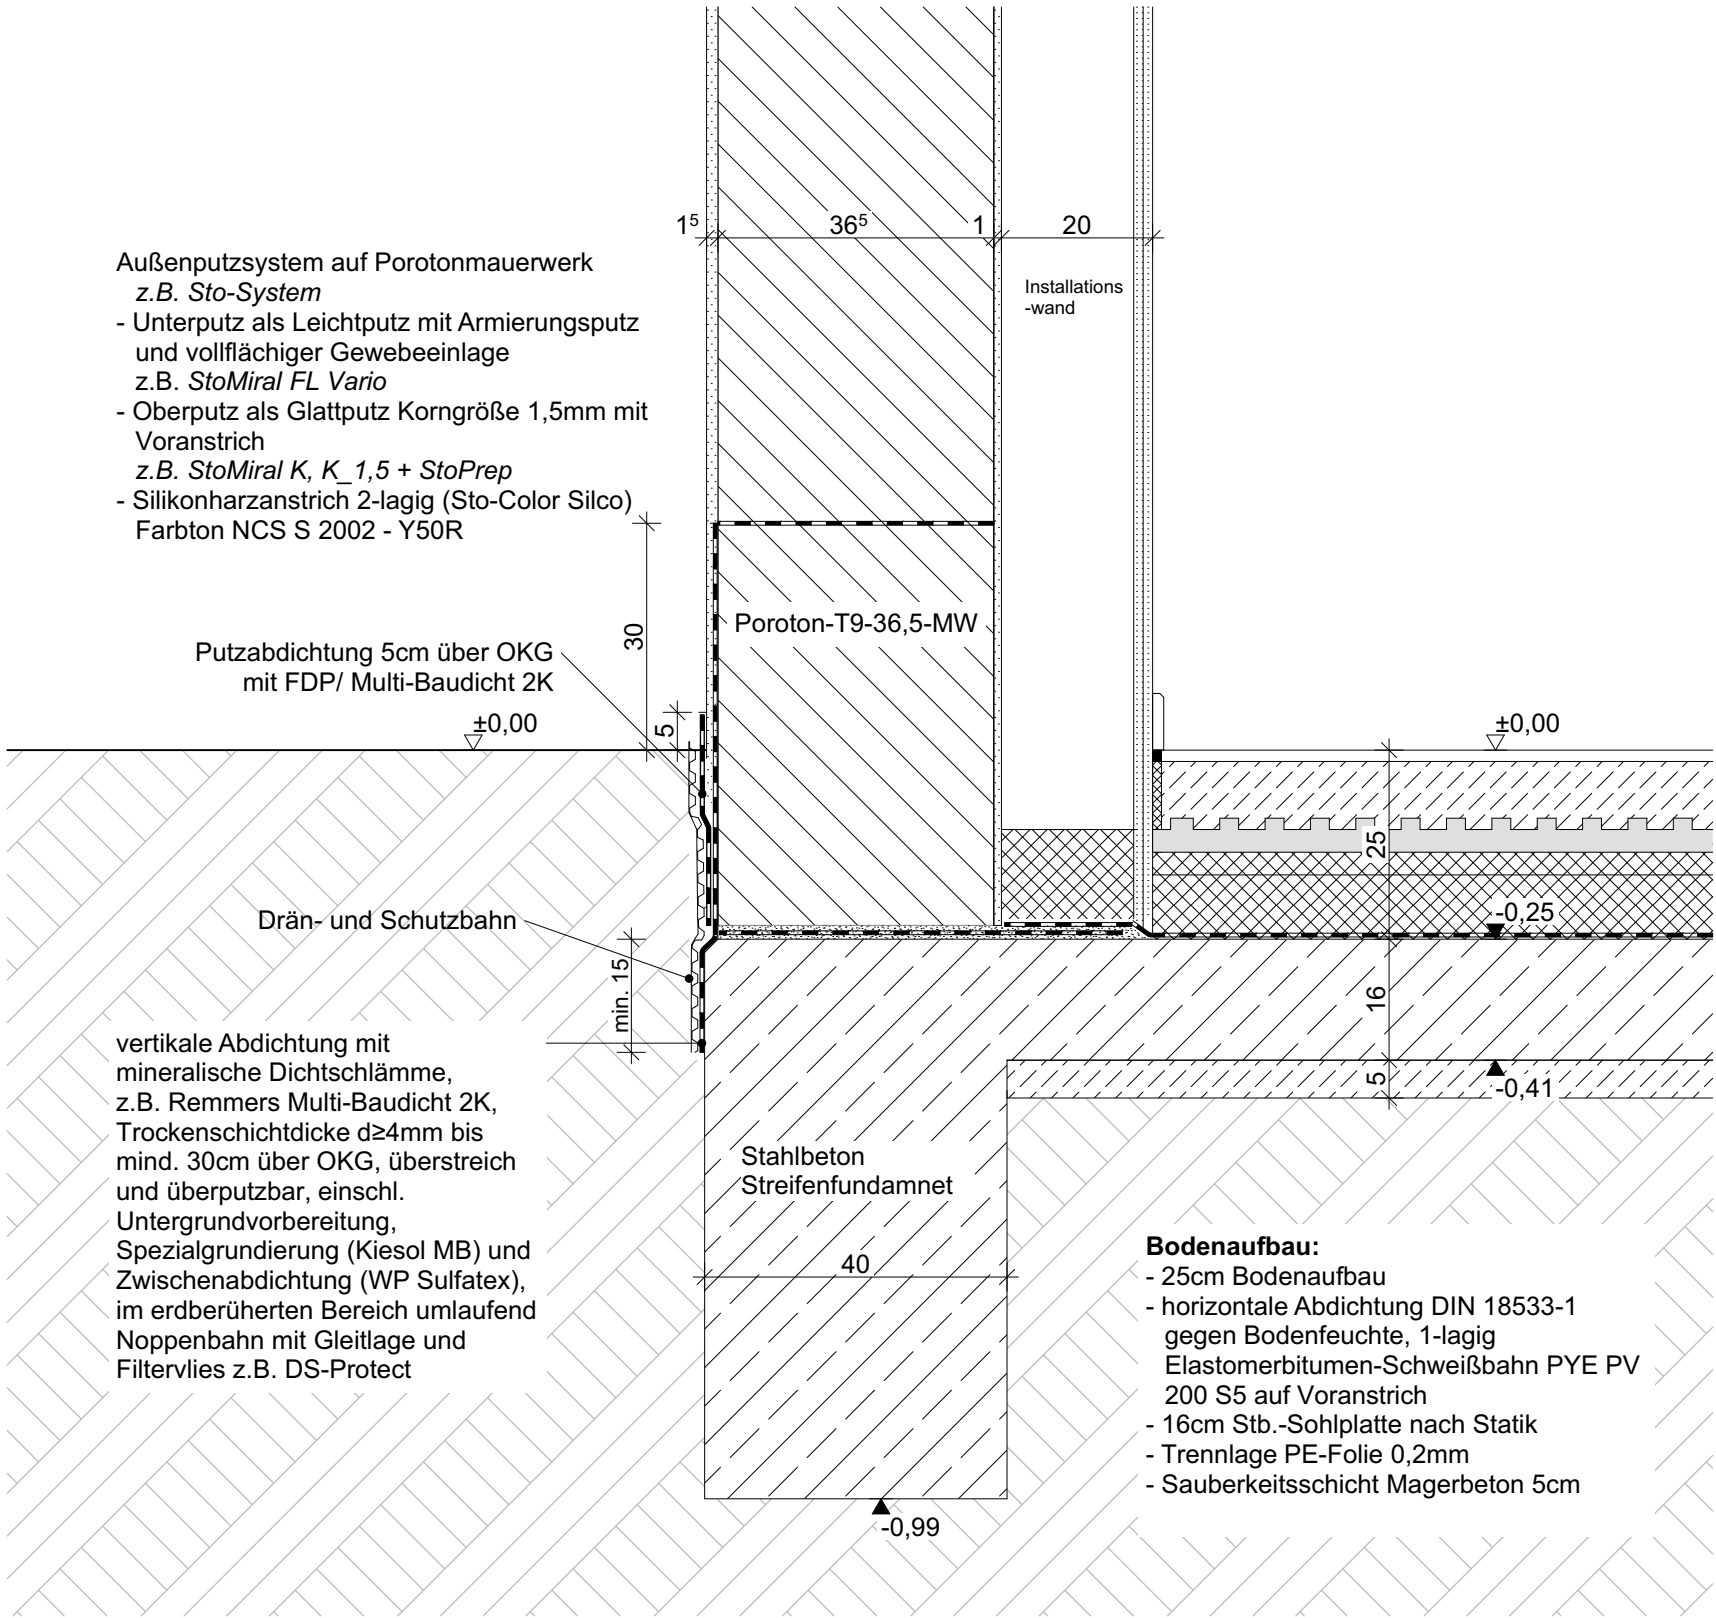 1⁵
36⁵
1
20
Außenputzsystem auf Porotonmauerwerk
z.B. Sto-System
- Unterputz als Leichtputz mit Armierungsputz
und vollflächiger Gewebeeinlage
z.B. StoMiral FL Vario
- Oberputz als Glattputz Korngröße 1,5mm mit
Voranstrich
z.B. StoMiral K, K_1,5 + StoPrep
- Silikonharzanstrich 2-lagig (Sto-Color Silco)
Farbton NCS S 2002 - Y50R
Installations
-wand
30
Poroton-T9-36,5-MW
Putzabdichtung 5cm über OKG
mit FDP/ Multi-Baudicht 2K
5
±0,00
±0,00
25
-0,25
Drän- und Schutzbahn
min. 15
16
5
-0,41
vertikale Abdichtung mit
mineralische Dichtschlämme,
z.B. Remmers Multi-Baudicht 2K,
Trockenschichtdicke d≥4mm bis
mind. 30cm über OKG, überstreich
und überputzbar, einschl.
Untergrundvorbereitung,
Spezialgrundierung (Kiesol MB) und
Zwischenabdichtung (WP Sulfatex),
im erdberüherten Bereich umlaufend
Noppenbahn mit Gleitlage und
Filtervlies z.B. DS-Protect
Stahlbeton
Streifenfundamnet
40
-0,99
Bodenaufbau:
- 25cm Bodenaufbau
- horizontale Abdichtung DIN 18533-1
gegen Bodenfeuchte, 1-lagig
Elastomerbitumen-Schweißbahn PYE PV
200 S5 auf Voranstrich
- 16cm Stb.-Sohlplatte nach Statik
- Trennlage PE-Folie 0,2mm
- Sauberkeitsschicht Magerbeton 5cm